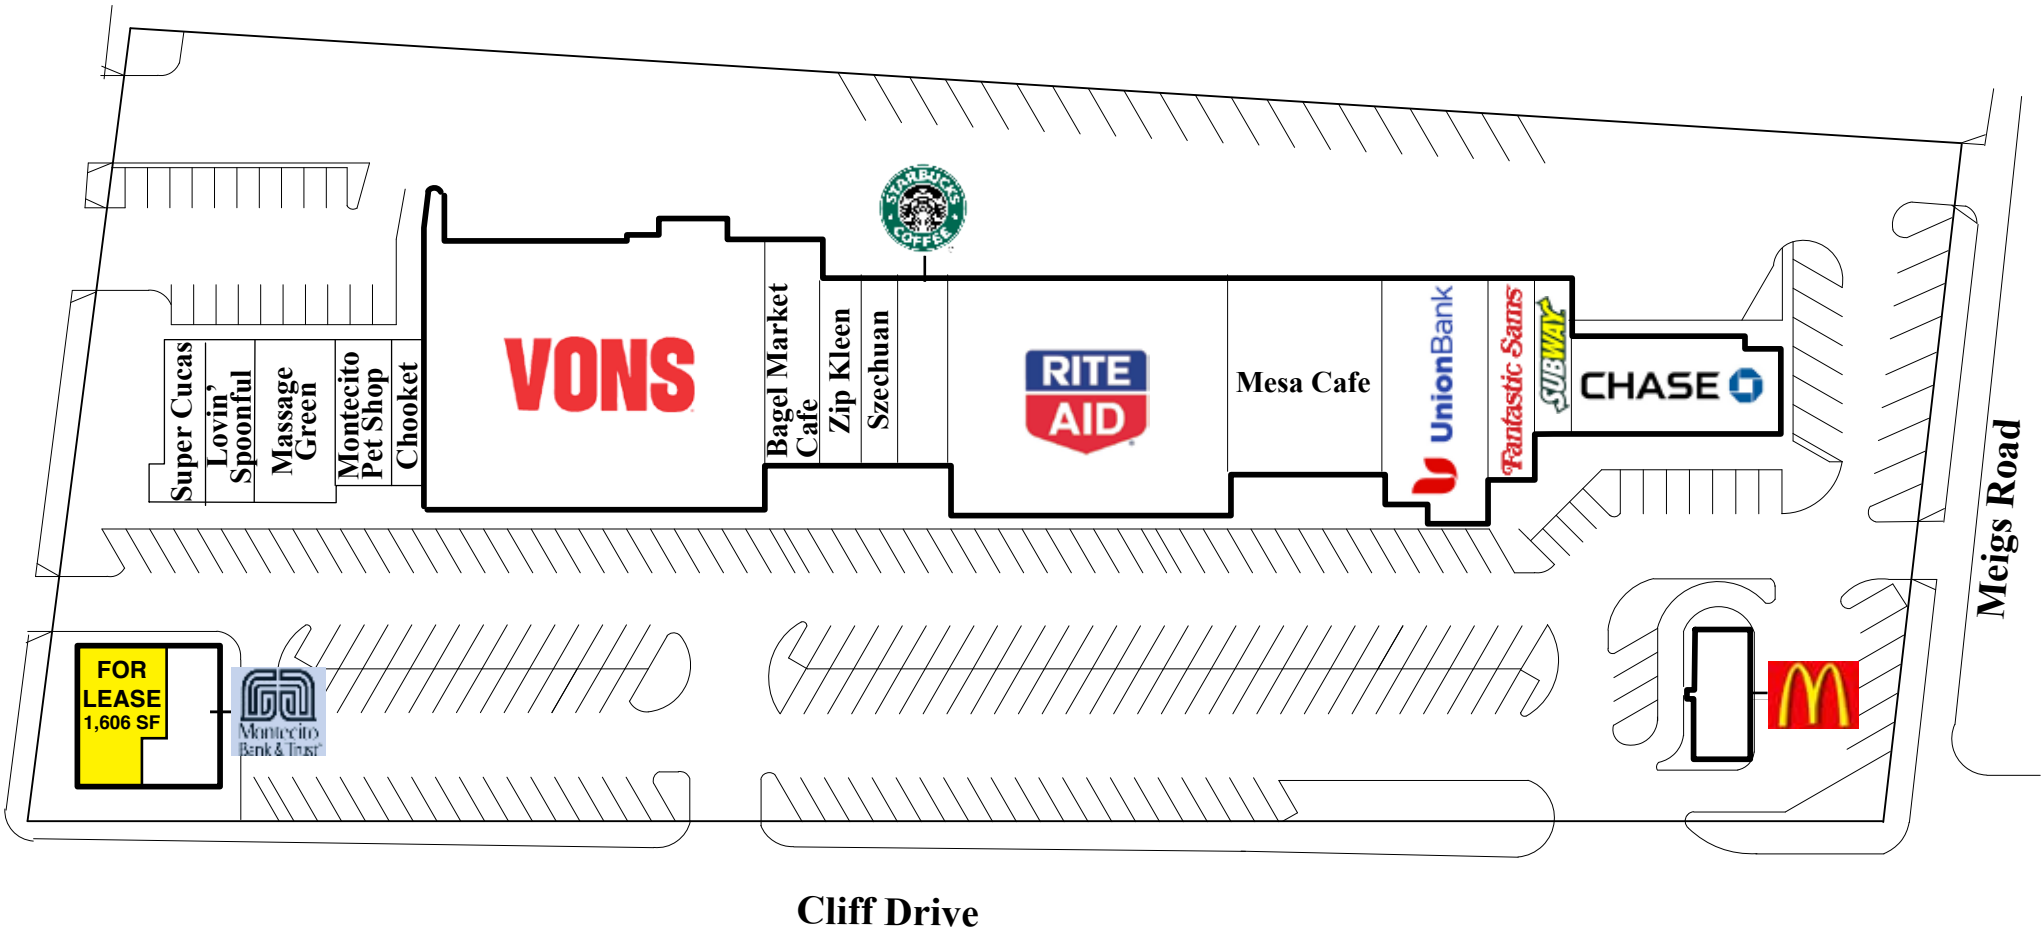 STARBUCKS
COFFEE
Super Cucas
Lovin’
Spoonful
Massage
Green
Montecito
Pet Shop
Chooket
VONS
Bagel Market
Cafe
Zip Kleen
Szechuan
RITE
AID
Mesa Cafe
UnionBank
Fantastic Sams
SUBWAY
CHASE
Meigs Road
FOR
LEASE
1,606 SF
Montecito
Bank & Trust
M
Cliff Drive